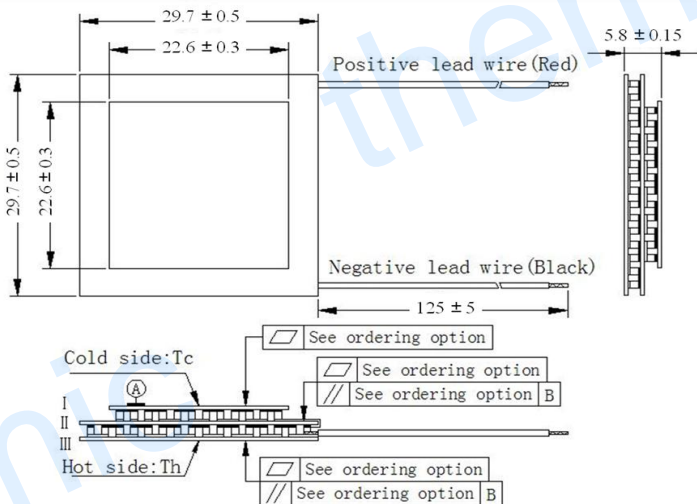 29.7 ± 0.5
22.6 ± 0.3
5.8 ± 0.15
Positive lead wire(Red)
29.7 ± 0.5
22.6 ± 0.3
Negative lead wire(Black)
125 ± 5
See ordering option
Cold side:Tc
See ordering option
A
See ordering option B
I
II
III
Hot side:Th
See ordering option
See ordering option B
thermic